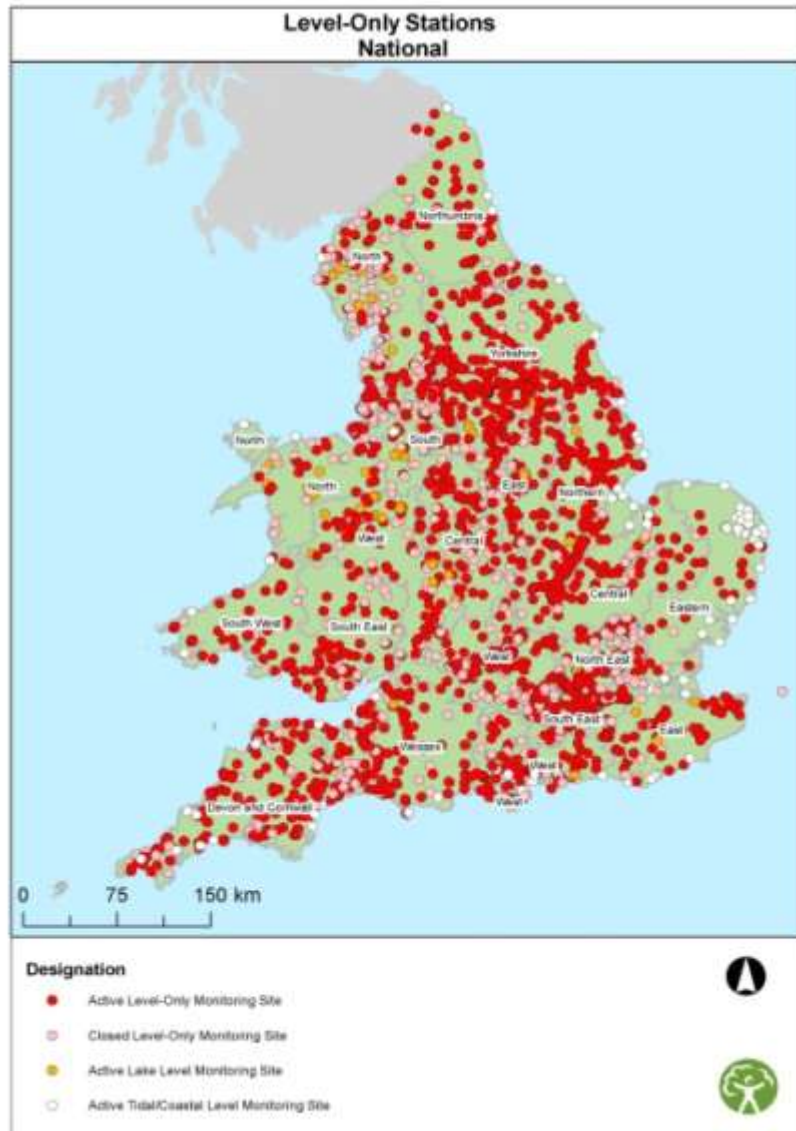 Level-Only Stations
National
Northumbria
North
Yorkshire
North
South
North
East
Northern
West
Central
Central
Eastern
South West
South East
West
North East
South East
East
Wessex
West
West
Devon and Cornwall
0 75 150 km
Designation
Active Level-Only Monitoring Site
Closed Level-Only Monitoring Site
Active Lake Level Monitoring Site
Active Tidal/Coastal Level Monitoring Site